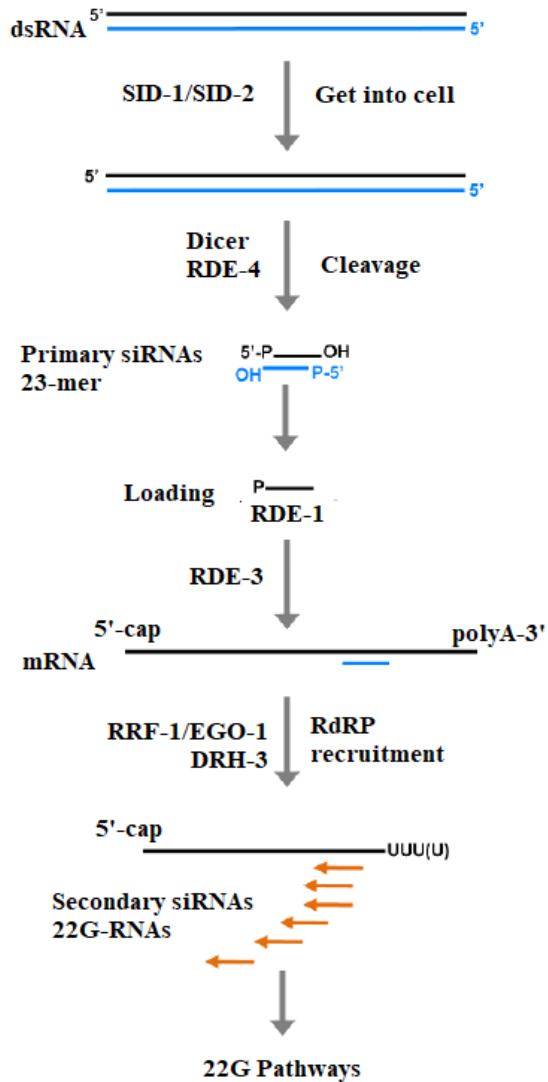 5’
dsRNA
5’
SID-1/SID-2
Get into cell
5’
5’
Dicer
RDE-4
Cleavage
Primary siRNAs
23-mer
5’-P
OH
OH
P-5’
Loading
P
RDE-1
RDE-3
5'-cap
polyA-3'
mRNA
RRF-1/EGO-1
DRH-3
RdRP
recruitment
5'-cap
UUU(U)
Secondary siRNAs
22G-RNAs
22G Pathways